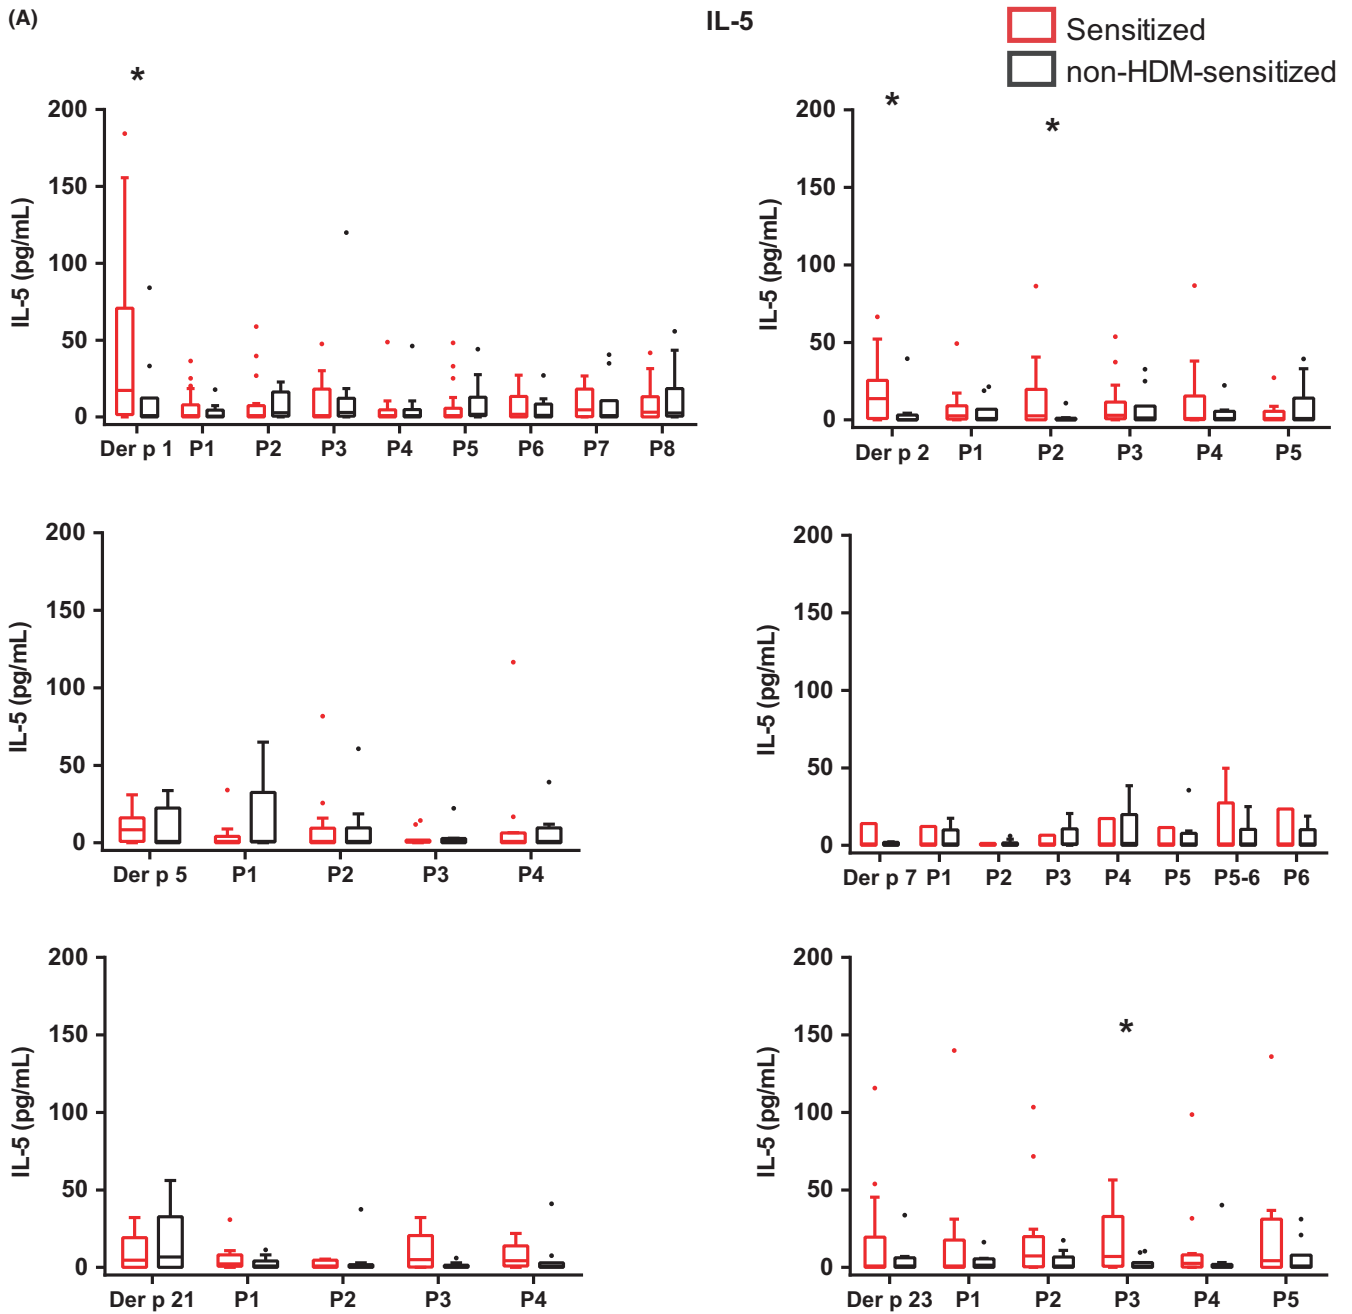 (A)
IL-5
Sensitized
non-HDM-sensitized
*
200
150
100
50
0
IL-5 (pg/mL)
Der p 1 P1 P2 P3 P4 P5 P6 P7 P8
* *
200
150
100
50
0
IL-5 (pg/mL)
Der p 2 P1 P2 P3 P4 P5
200
150
100
50
0
IL-5 (pg/mL)
Der p 5 P1 P2 P3 P4
200
150
100
50
0
IL-5 (pg/mL)
Der p 7 P1 P2 P3 P4 P5 P5-6 P6
200
150
100
50
0
IL-5 (pg/mL)
Der p 21 P1 P2 P3 P4
*
200
150
100
50
0
IL-5 (pg/mL)
Der p 23 P1 P2 P3 P4 P5